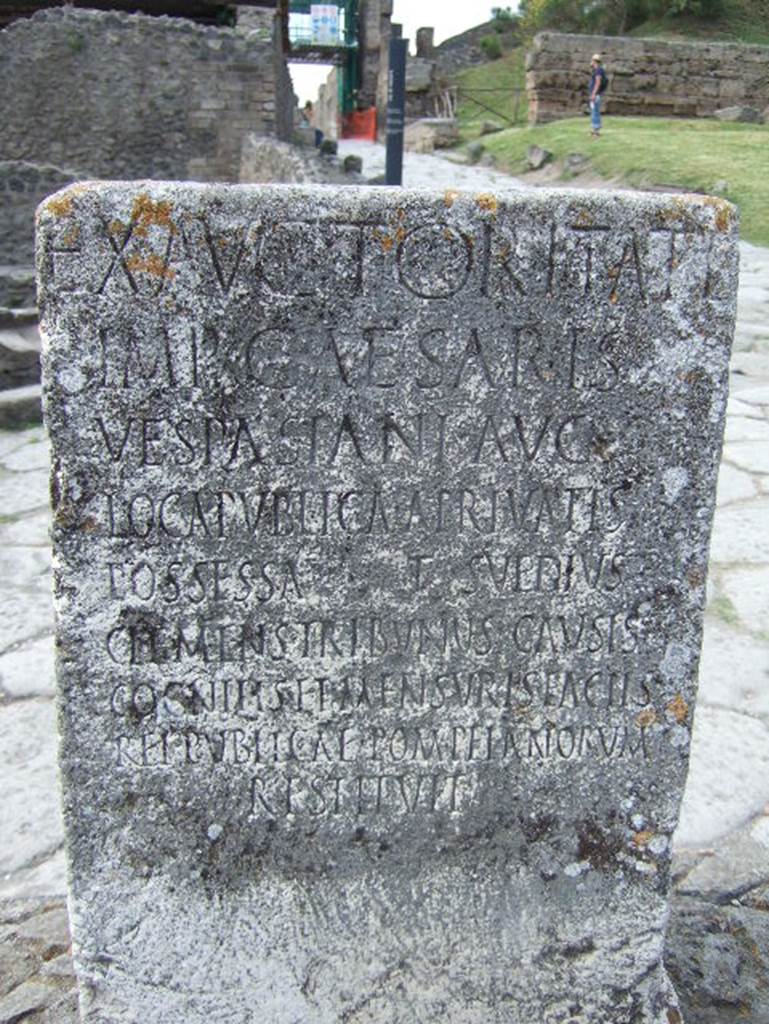 EX AVCTORITATE
IMP CAESARIS
VESPASIANI AVG
LOCA PVBLICA A PRIVATIS
POSSESSA T SVEDIVS
CLEMENS TRIBVNVS CAVSIS
COGNITIS ET MENSVRIS FACTIS
REI PVBLICAE POMPEIANORVM
RESTITVIT